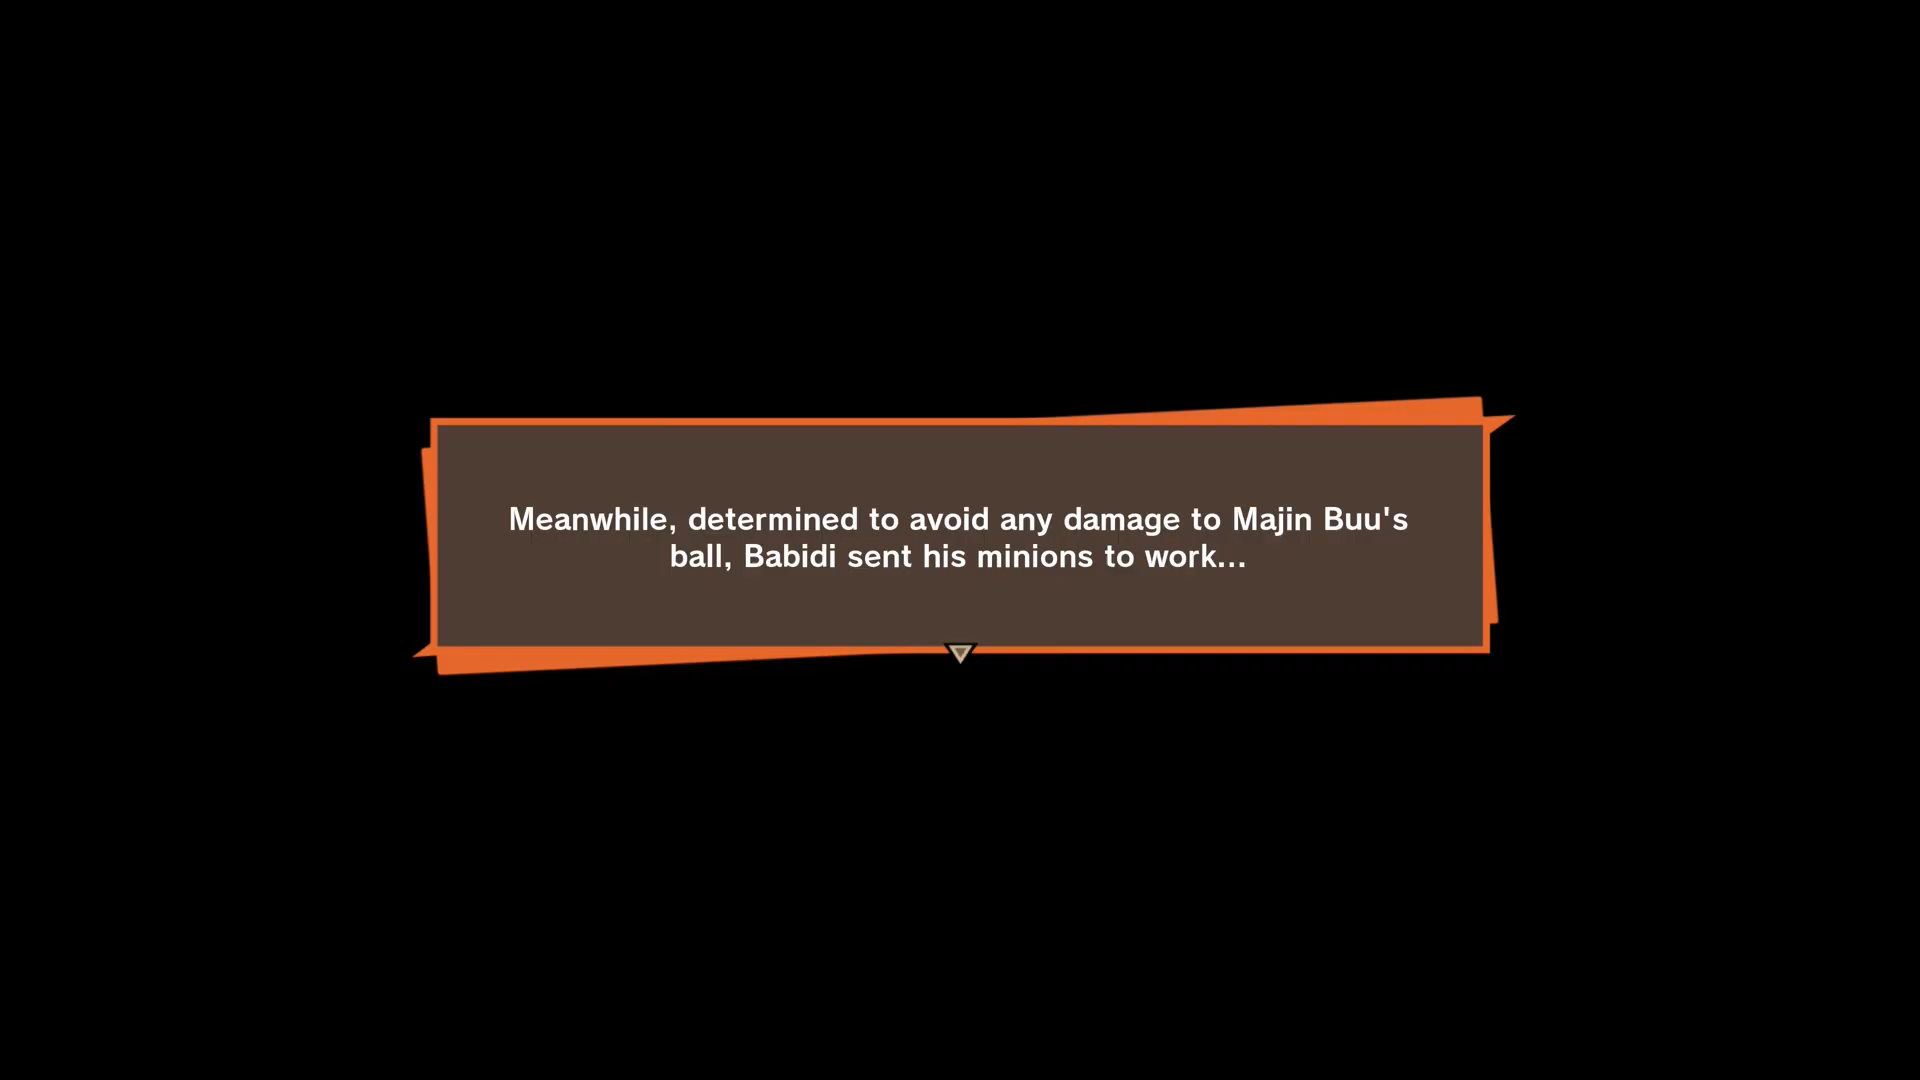 Meanwhile, determined to avoid any damage to Majin Buu's
ball, Babidi sent his minions to work...